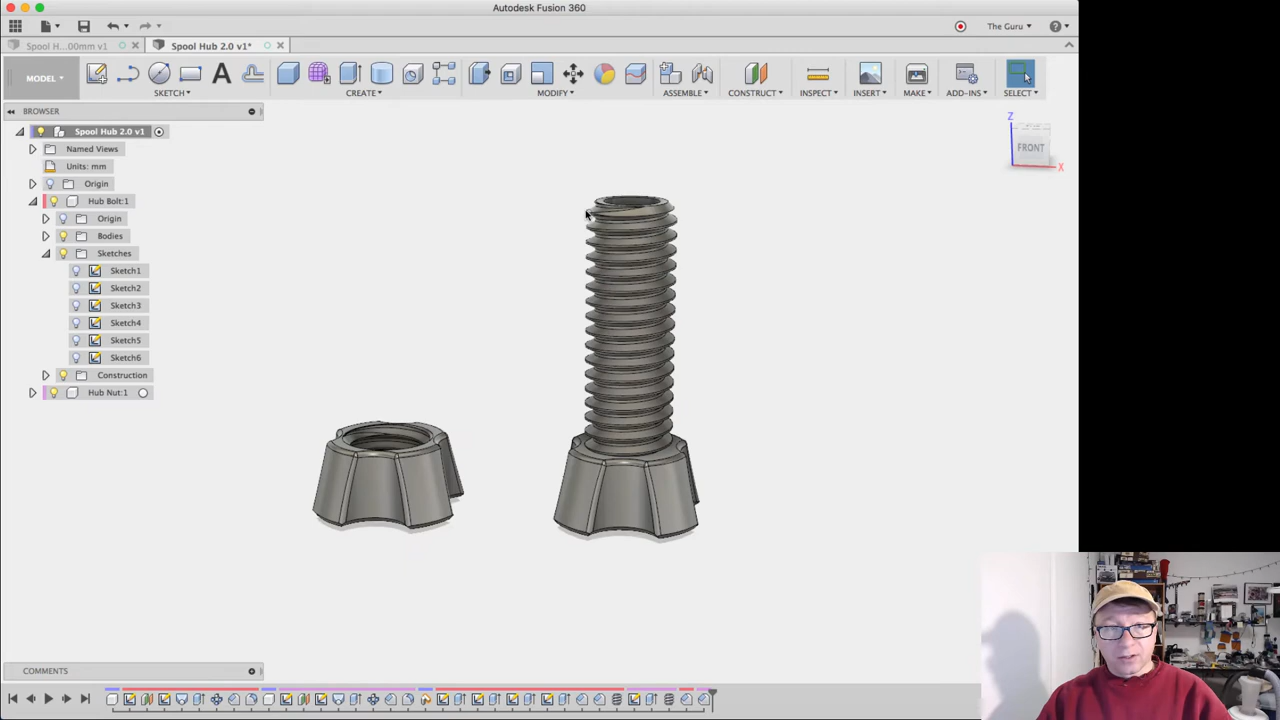 Autodesk Fusion 360
The Guru
Spool H...00mm v1
Spool Hub 2.0 v1*
MODEL
SKETCH
CREATE
MODIFY
ASSEMBLE
CONSTRUCT
INSPECT
INSERT
MAKE
ADD-INS
SELECT
BROWSER
Spool Hub 2.0 v1
Named Views
Units: mm
Origin
Hub Bolt:1
Origin
Bodies
Sketches
Sketch1
Sketch2
Sketch3
Sketch4
Sketch5
Sketch6
Construction
Hub Nut:1
Z
FRONT
X
COMMENTS